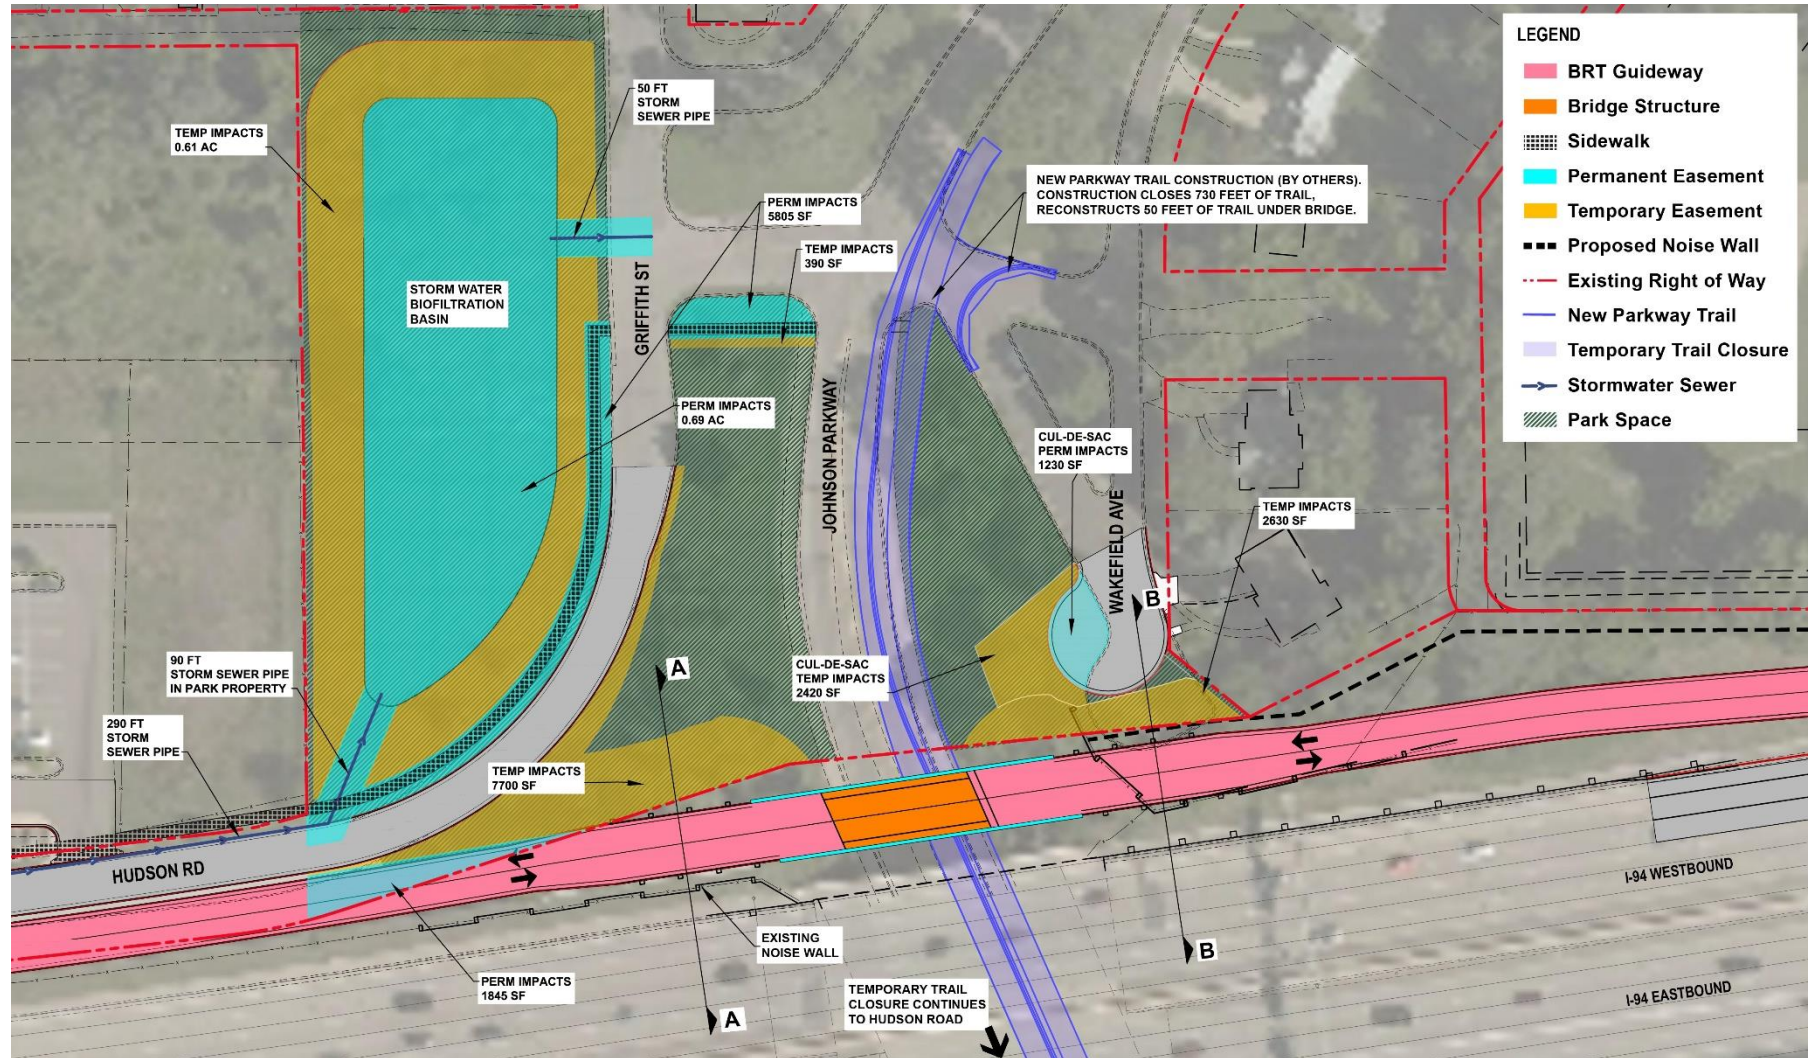 LEGEND
BRT Guideway
Bridge Structure
Sidewalk
Permanent Easement
Temporary Easement
Proposed Noise Wall
Existing Right of Way
New Parkway Trail
Temporary Trail Closure
Stormwater Sewer
Park Space
50 FT
STORM
SEWER PIPE
TEMP IMPACTS
0.61 AC
NEW PARKWAY TRAIL CONSTRUCTION (BY OTHERS).
CONSTRUCTION CLOSES 730 FEET OF TRAIL,
RECONSTRUCTS 50 FEET OF TRAIL UNDER BRIDGE.
PERM IMPACTS
5805 SF
TEMP IMPACTS
390 SF
STORM WATER
BIOFILTRATION
BASIN
GRIFFITH ST
PERM IMPACTS
0.69 AC
JOHNSON PARKWAY
CUL-DE-SAC
PERM IMPACTS
1230 SF
WAKEFIELD AVE
TEMP IMPACTS
2630 SF
B
A
90 FT
STORM SEWER PIPE
IN PARK PROPERTY
CUL-DE-SAC
TEMP IMPACTS
2420 SF
290 FT
STORM
SEWER PIPE
TEMP IMPACTS
7700 SF
HUDSON RD
I-94 WESTBOUND
EXISTING
NOISE WALL
B
PERM IMPACTS
1845 SF
TEMPORARY TRAIL
CLOSURE CONTINUES
TO HUDSON ROAD
I-94 EASTBOUND
A